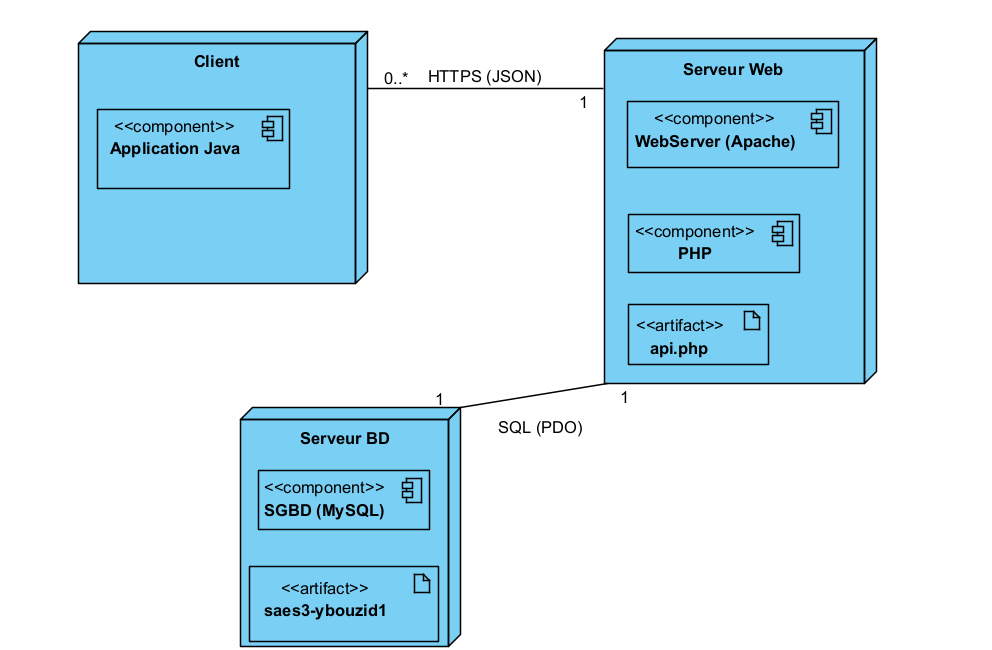 Client
<<component>>
Application Java
0..*
HTTPS (JSON)
1
Serveur Web
<<component>>
WebServer (Apache)
<<component>>
PHP
<<artifact>>
api.php
1
1
SQL (PDO)
Serveur BD
<<component>>
SGBD (MySQL)
<<artifact>>
saes3-ybouzid1